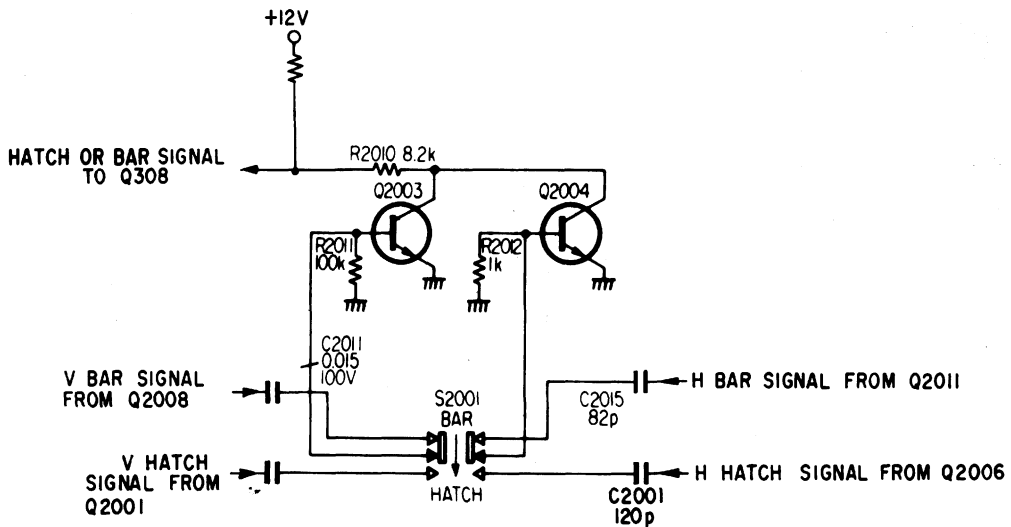 +12V
HATCH OR BAR SIGNAL
TO Q308
R2010 8.2k
Q2003
Q2004
R2011
100k
R2012
1k
C2011
0.015
100V
V BAR SIGNAL
FROM Q2008
S2001
BAR
C2015
82p
H BAR SIGNAL FROM Q2011
V HATCH
SIGNAL FROM
Q2001
HATCH
H HATCH SIGNAL FROM Q2006
C2001
120p